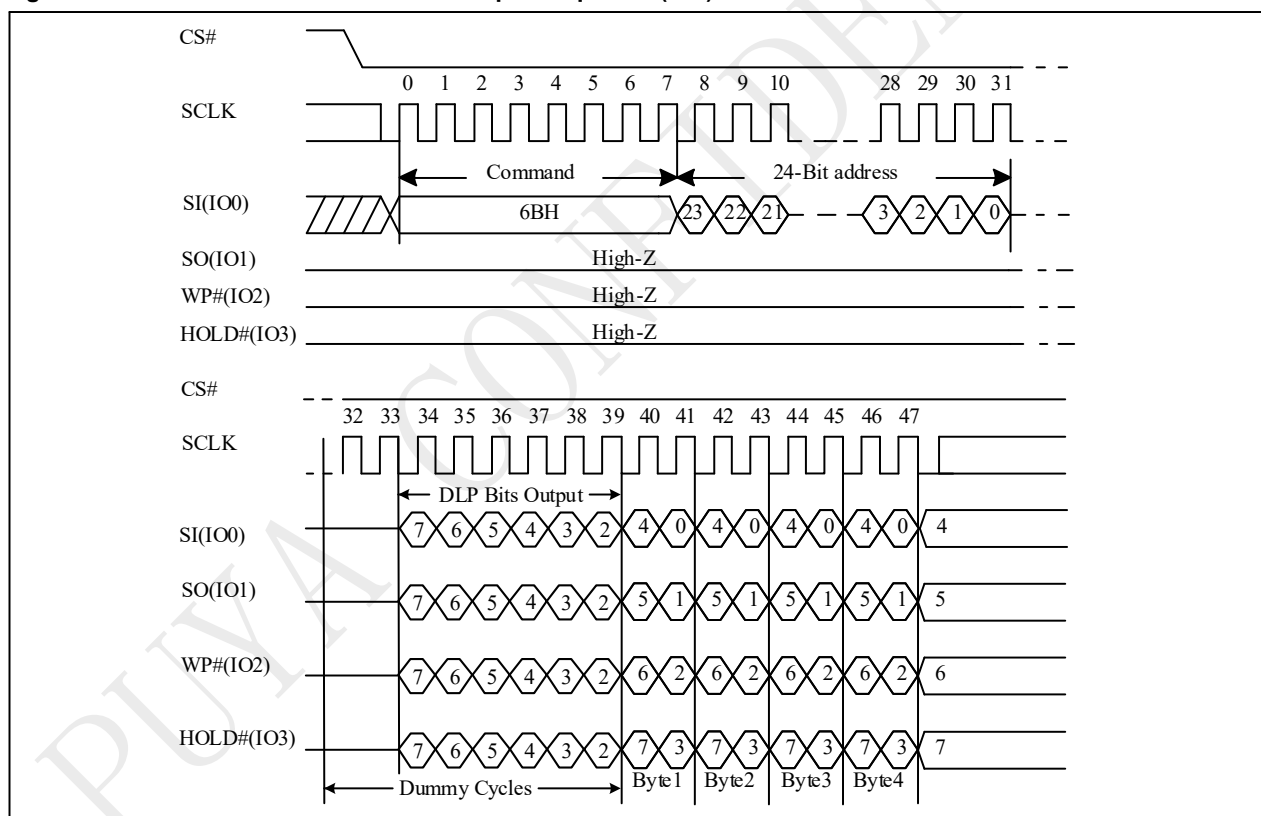 CS#
0 1 2 3 4 5 6 7 8 9 10 28 29 30 31
SCLK
Command 24-Bit address
SI(IO0) 6BH 23 22 21 3 2 1 0
SO(IO1) High-Z
WP#(IO2) High-Z
HOLD#(IO3) High-Z
CS#
32 33 34 35 36 37 38 39 40 41 42 43 44 45 46 47
SCLK
DLP Bits Output
SI(IO0) 7 6 5 4 3 2 4 0 4 0 4 0 4 0 4
SO(IO1) 7 6 5 4 3 2 5 1 5 1 5 1 5 1 5
WP#(IO2) 7 6 5 4 3 2 6 2 6 2 6 2 6 2 6
HOLD#(IO3) 7 6 5 4 3 2 7 3 7 3 7 3 7 3 7
Byte1 Byte2 Byte3 Byte4
Dummy Cycles